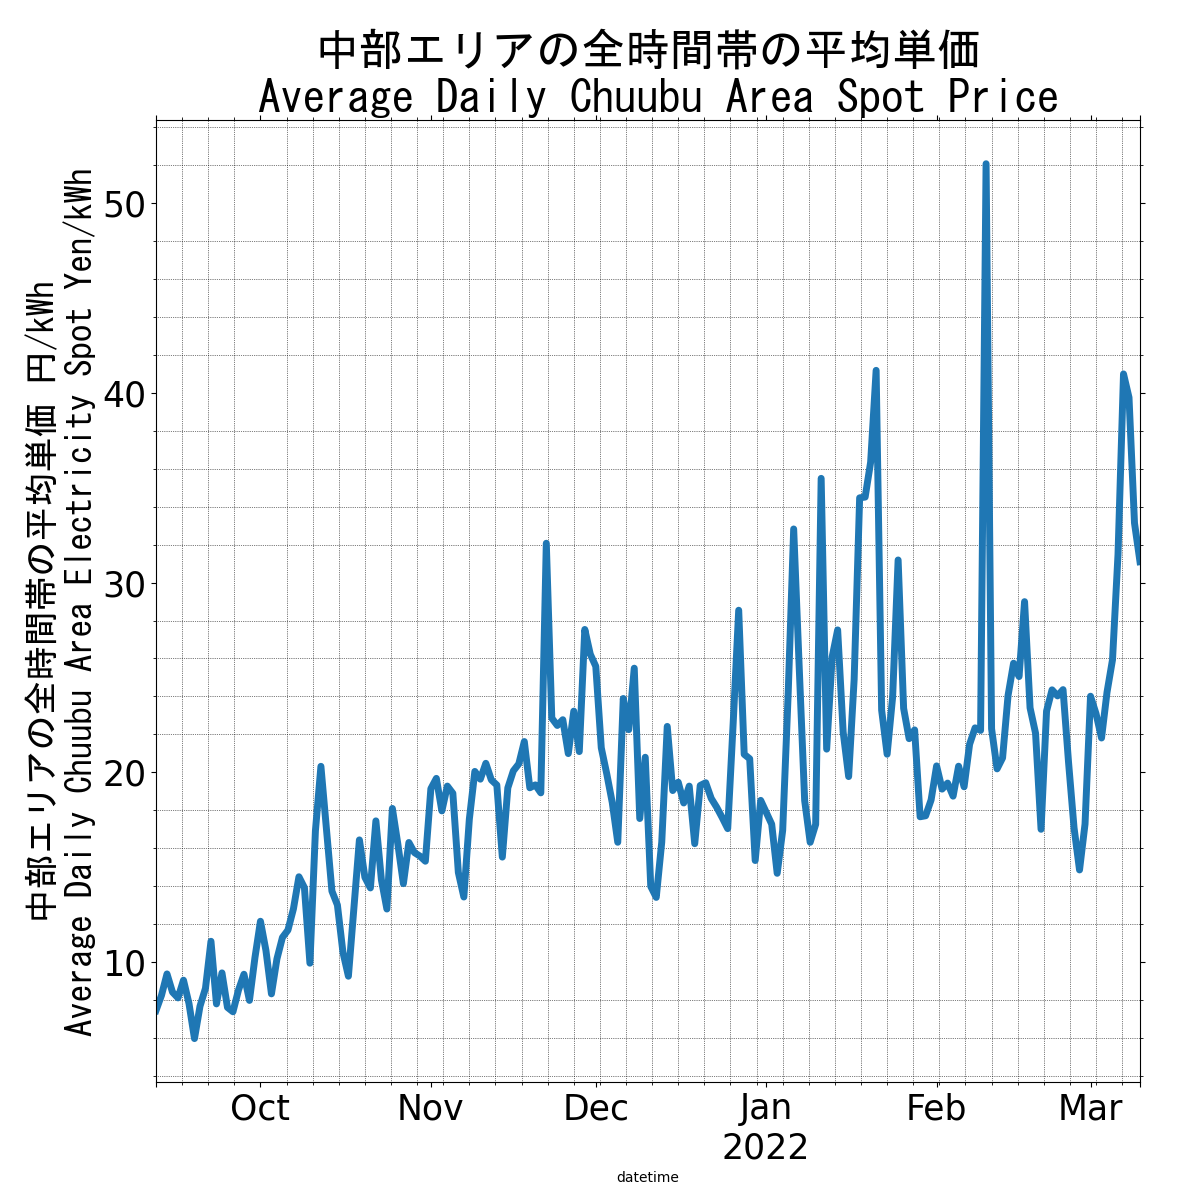 中部エリアの全時間帯の平均単価
Average Daily Chuubu Area Spot Price
中部エリアの全時間帯の平均単価 円/kWh
Average Daily Chuubu Area Electricity Spot Yen/kWh
50
40
30
20
10
Oct
Nov
Dec
Jan
2022
Feb
Mar
datetime